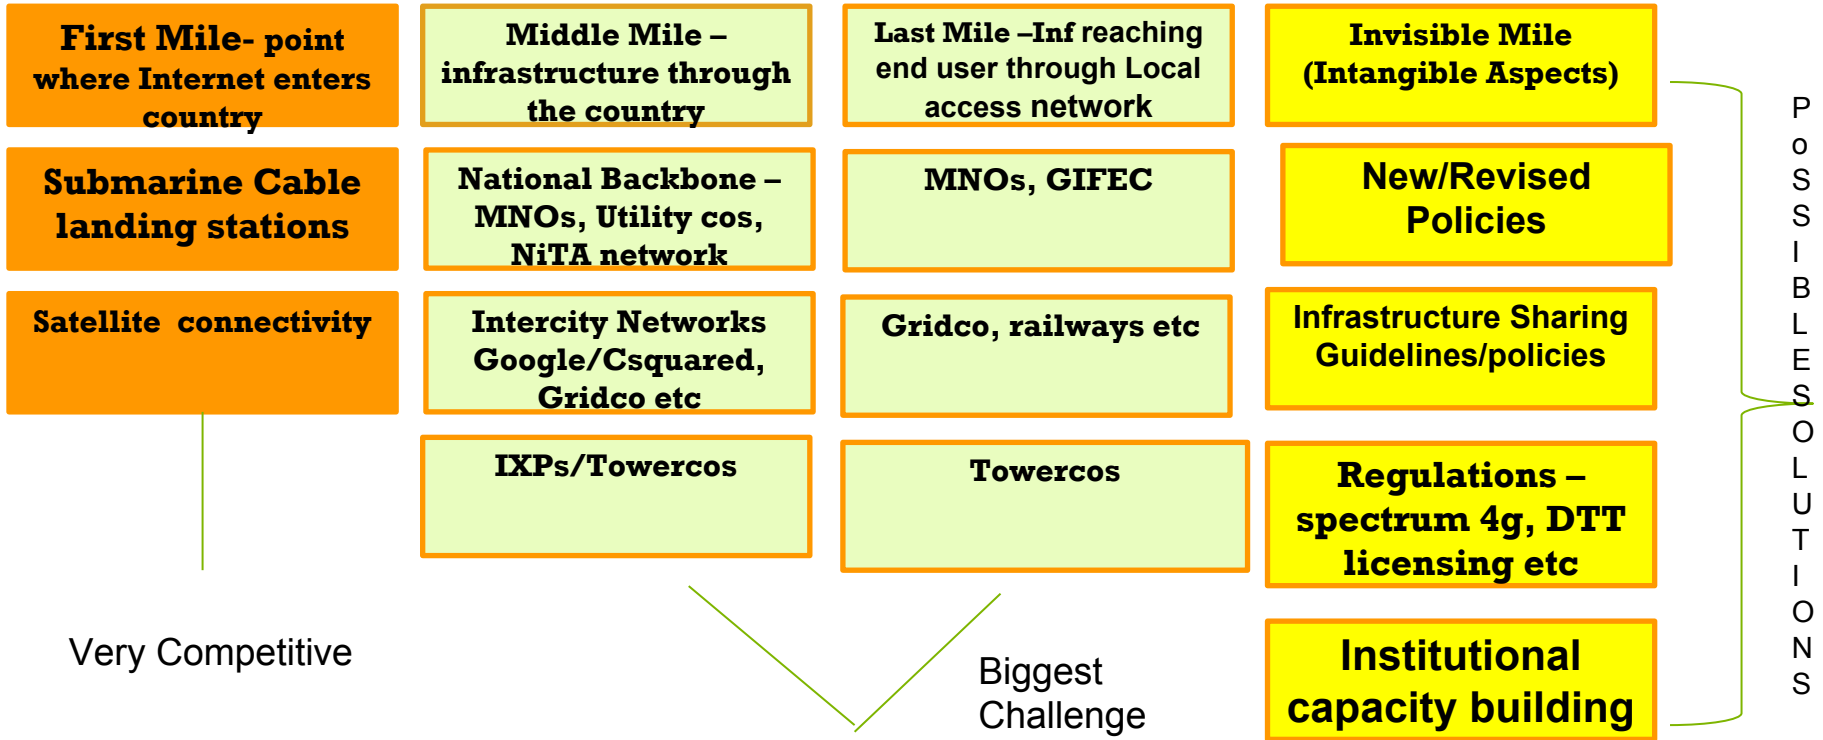 First Mile- point
where Internet enters
country
Submarine Cable
landing stations
Satellite connectivity
Very Competitive
Middle Mile –
infrastructure through
the country
National Backbone –
MNOs, Utility cos,
NiTA network
Intercity Networks
Google/Csquared,
Gridco etc
IXPs/Towercos
Last Mile –Inf reaching
end user through Local
access network
MNOs, GIFEC
Gridco, railways etc
Towercos
Biggest
Challenge
Invisible Mile
(Intangible Aspects)
New/Revised
Policies
Infrastructure Sharing
Guidelines/policies
Regulations –
spectrum 4g, DTT
licensing etc
Institutional
capacity building
P
o
S
S
I
B
L
E
S
O
L
U
T
I
O
N
S